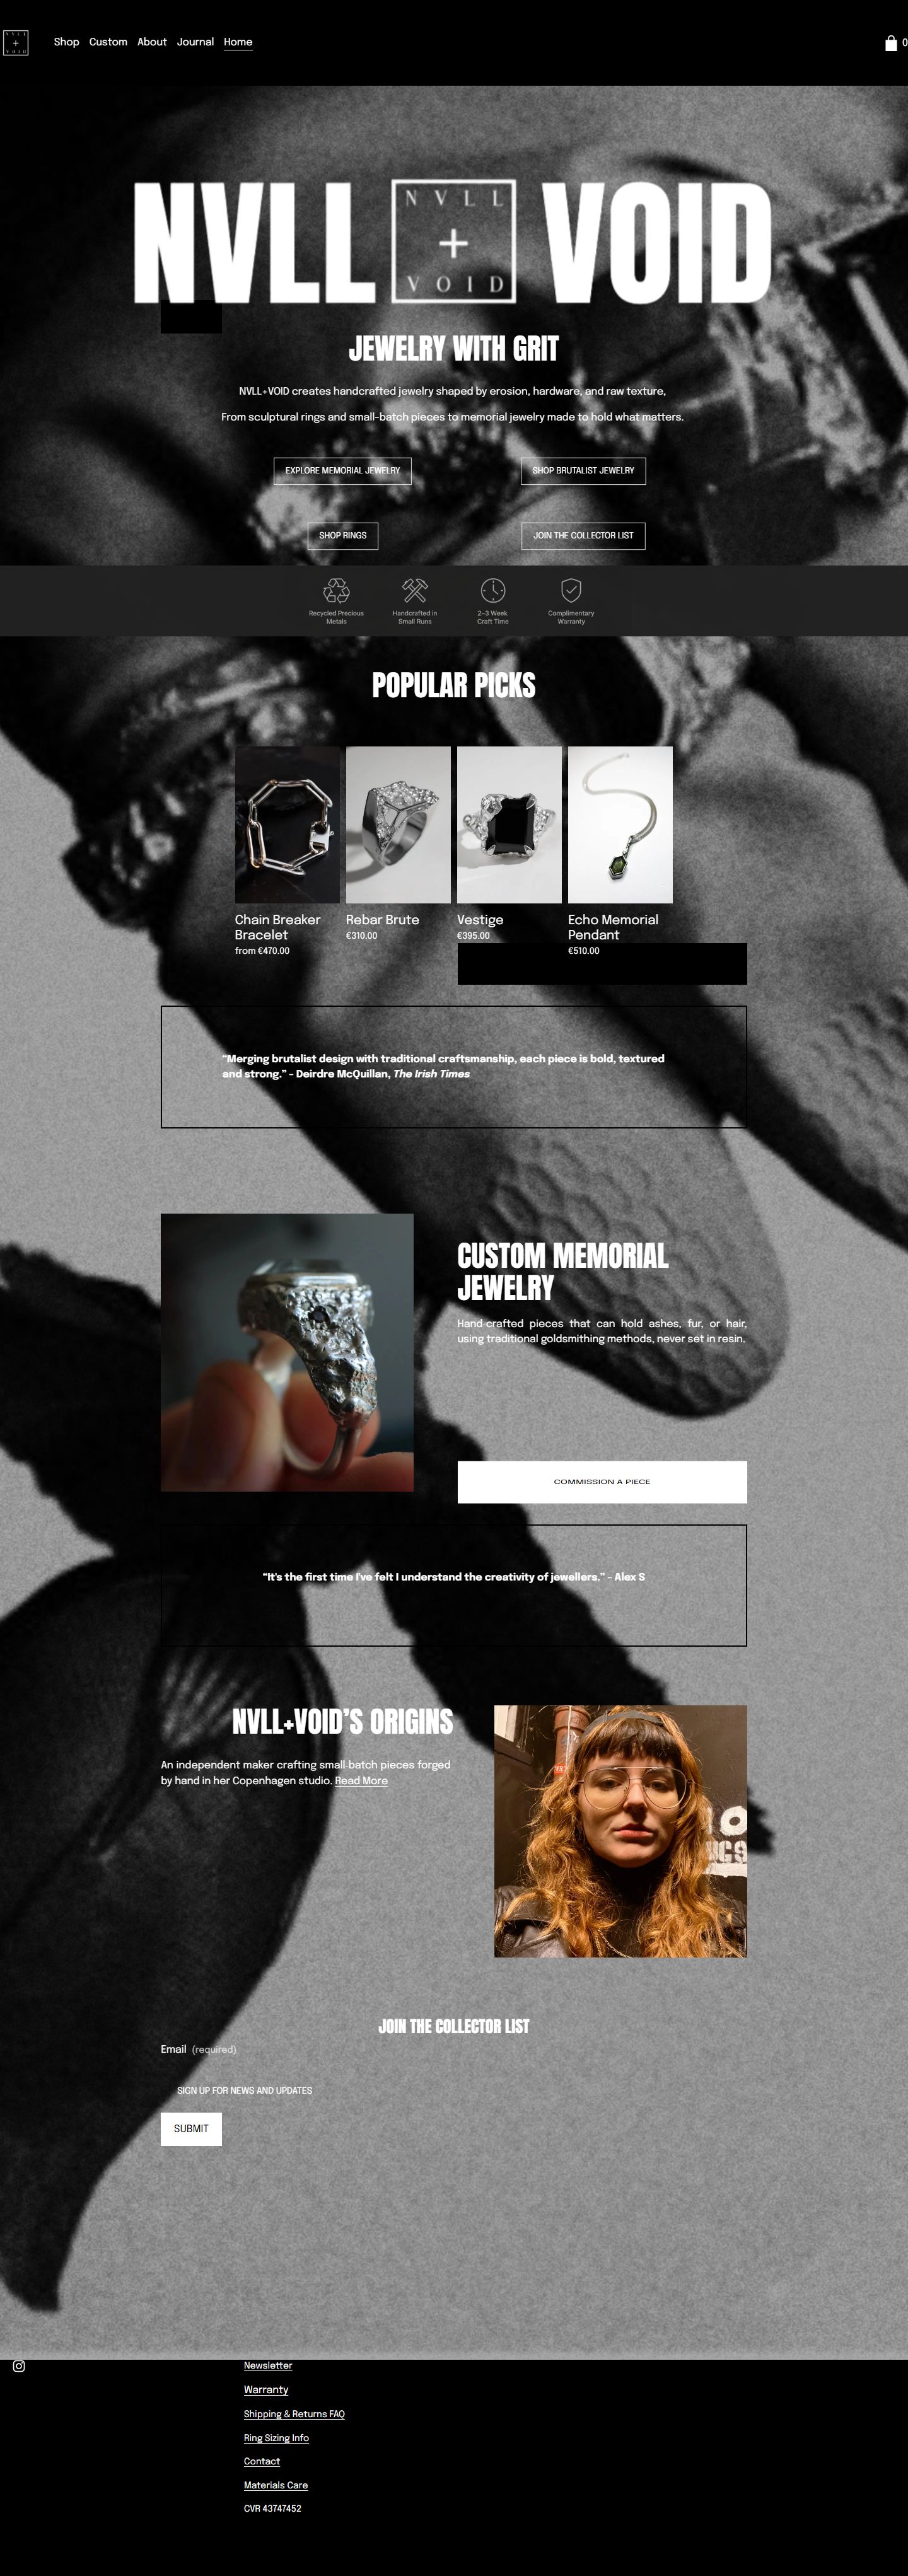 NVLL
+
VOID
Shop Custom About Journal Home
0
NVLL
NVLL
+
VOID
VOID
JEWELRY WITH GRIT
NVLL+VOID creates handcrafted jewelry shaped by erosion, hardware, and raw texture,
From sculptural rings and small-batch pieces to memorial jewelry made to hold what matters.
EXPLORE MEMORIAL JEWELRY
SHOP BRUTALIST JEWELRY
SHOP RINGS
JOIN THE COLLECTOR LIST
Recycled Precious
Metals
Handcrafted in
Small Runs
2-3 Week
Craft Time
Complimentary
Warranty
POPULAR PICKS
Chain Breaker
Bracelet
from €470.00
Rebar Brute
€310.00
Vestige
€395.00
Echo Memorial
Pendant
€510.00
“Merging brutalist design with traditional craftsmanship, each piece is bold, textured
and strong.” – Deirdre McQuillan, The Irish Times
CUSTOM MEMORIAL
JEWELRY
Hand-crafted pieces that can hold ashes, fur, or hair,
using traditional goldsmithing methods, never set in resin.
COMMISSION A PIECE
“It's the first time I've felt I understand the creativity of jewellers.” - Alex S
NVLL+VOID’S ORIGINS
An independent maker crafting small-batch pieces forged
by hand in her Copenhagen studio. Read More
JOIN THE COLLECTOR LIST
Email (required)
SIGN UP FOR NEWS AND UPDATES
SUBMIT
Newsletter
Warranty
Shipping & Returns FAQ
Ring Sizing Info
Contact
Materials Care
CVR 43747452